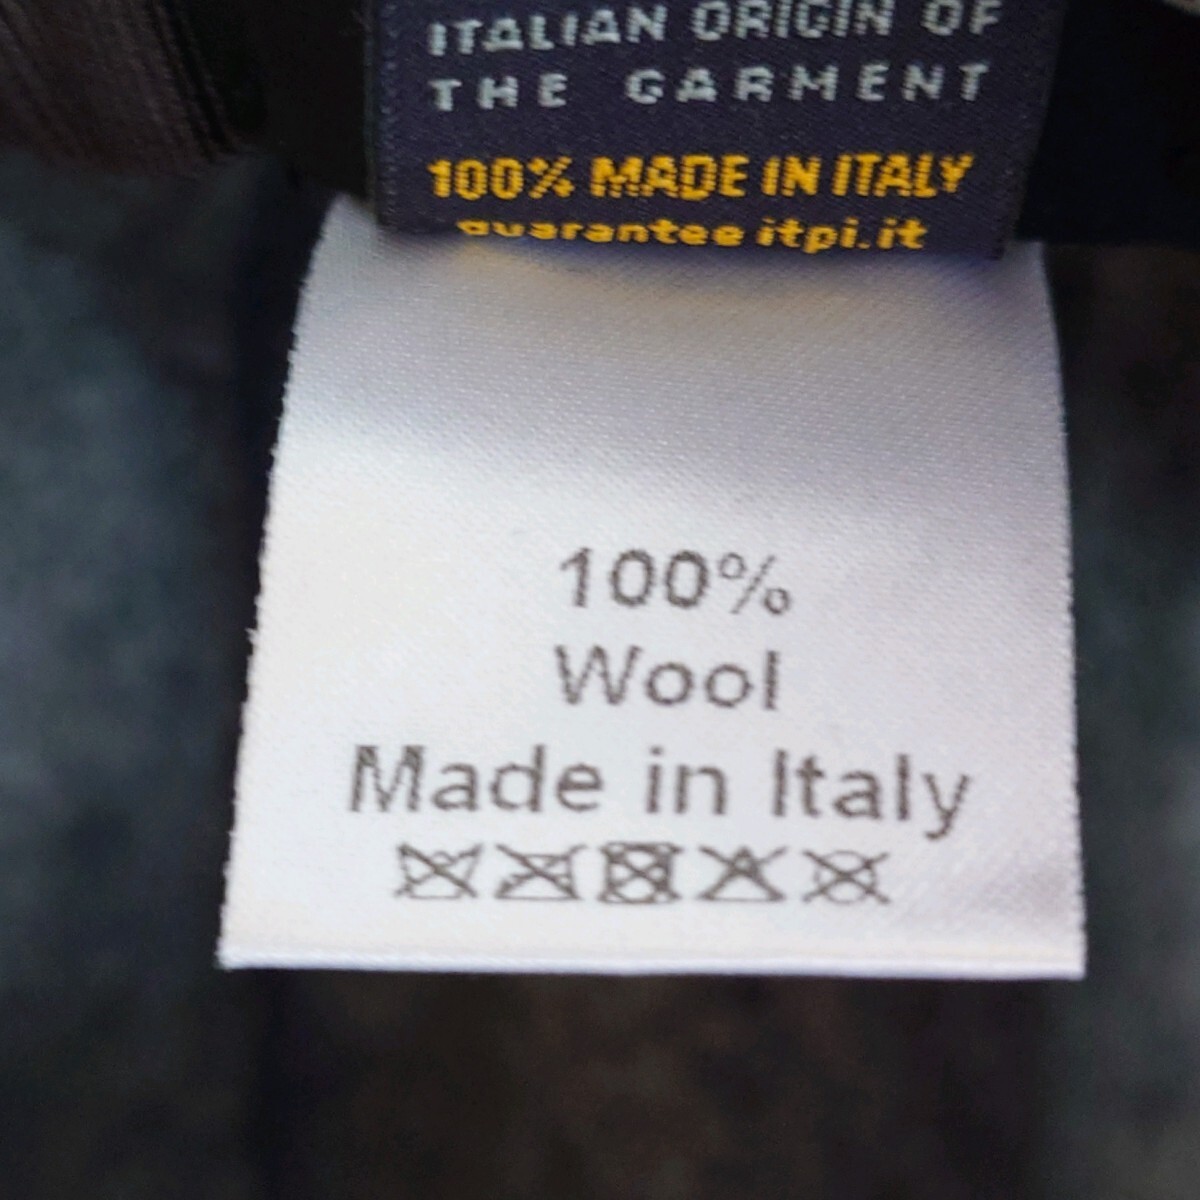 ITALIAN ORIGIN OF
THE GARMENT
100% MADE IN ITALY
guarantee itpi.it
100%
Wool
Made in Italy